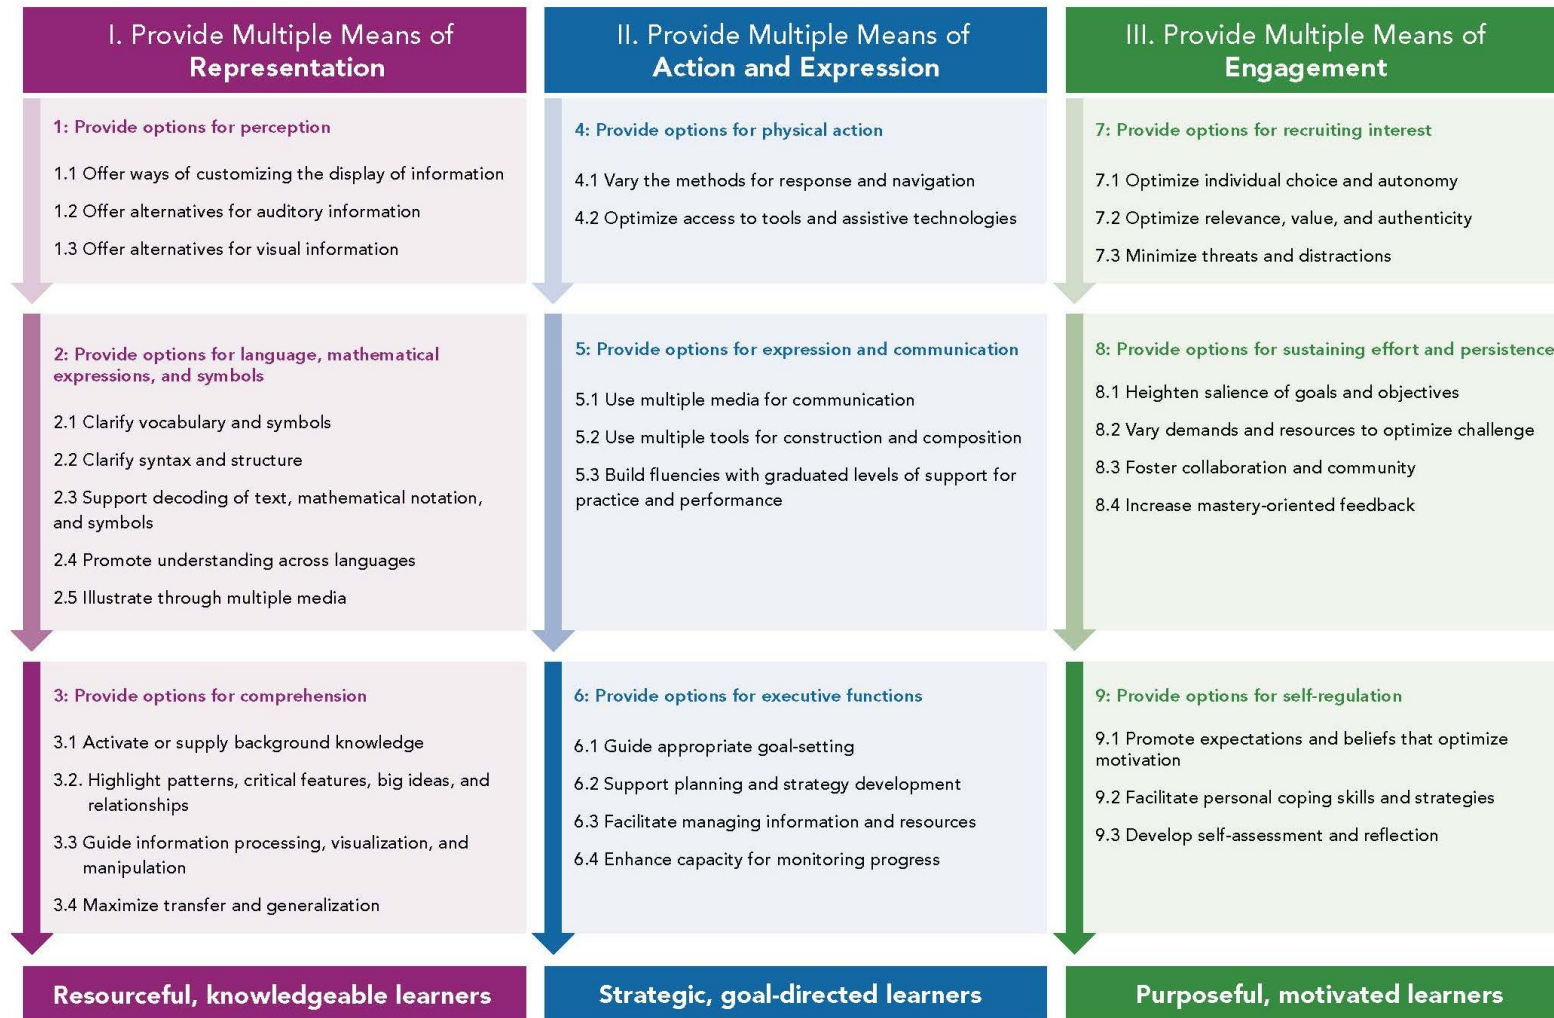 I. Provide Multiple Means of
Representation
1: Provide options for perception
1.1 Offer ways of customizing the display of information
1.2 Offer alternatives for auditory information
1.3 Offer alternatives for visual information
2: Provide options for language, mathematical
expressions, and symbols
2.1 Clarify vocabulary and symbols
2.2 Clarify syntax and structure
2.3 Support decoding of text, mathematical notation,
and symbols
2.4 Promote understanding across languages
2.5 Illustrate through multiple media
3: Provide options for comprehension
3.1 Activate or supply background knowledge
3.2. Highlight patterns, critical features, big ideas, and
relationships
3.3 Guide information processing, visualization, and
manipulation
3.4 Maximize transfer and generalization
Resourceful, knowledgeable learners
II. Provide Multiple Means of
Action and Expression
4: Provide options for physical action
4.1 Vary the methods for response and navigation
4.2 Optimize access to tools and assistive technologies
5: Provide options for expression and communication
5.1 Use multiple media for communication
5.2 Use multiple tools for construction and composition
5.3 Build fluencies with graduated levels of support for
practice and performance
6: Provide options for executive functions
6.1 Guide appropriate goal-setting
6.2 Support planning and strategy development
6.3 Facilitate managing information and resources
6.4 Enhance capacity for monitoring progress
Strategic, goal-directed learners
III. Provide Multiple Means of
Engagement
7: Provide options for recruiting interest
7.1 Optimize individual choice and autonomy
7.2 Optimize relevance, value, and authenticity
7.3 Minimize threats and distractions
8: Provide options for sustaining effort and persistence
8.1 Heighten salience of goals and objectives
8.2 Vary demands and resources to optimize challenge
8.3 Foster collaboration and community
8.4 Increase mastery-oriented feedback
9: Provide options for self-regulation
9.1 Promote expectations and beliefs that optimize
motivation
9.2 Facilitate personal coping skills and strategies
9.3 Develop self-assessment and reflection
Purposeful, motivated learners